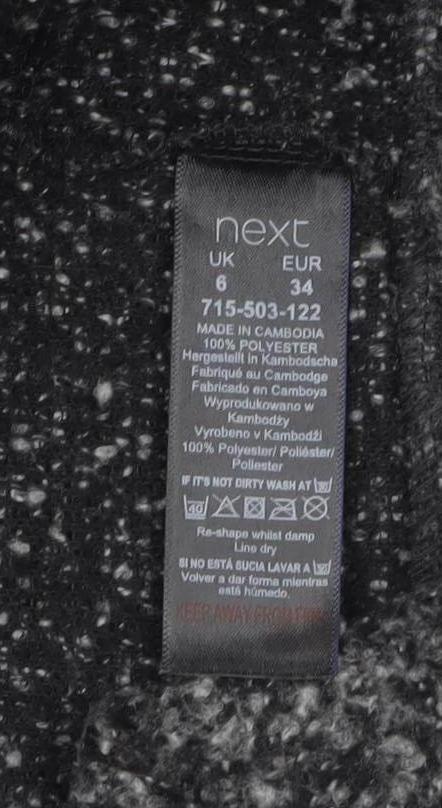 next
UK EUR
6 34
715-503-122
MADE IN CAMBODIA
100% POLYESTER
Hergestellt in Kambodscha
Fabriqué au Cambodge
Fabricado en Camboya
Wyprodukowano w
Kambodży
Vyrobeno v Kambodži
100% Polyester/ Poliéster/
Poliester
IF IT'S NOT DIRTY WASH AT 30
40
Re-shape whilst damp
Line dry
SI NO ESTÁ SUCIA LAVAR A 30
Volver a dar forma mientras
está húmedo.
KEEP AWAY FROM FIRE